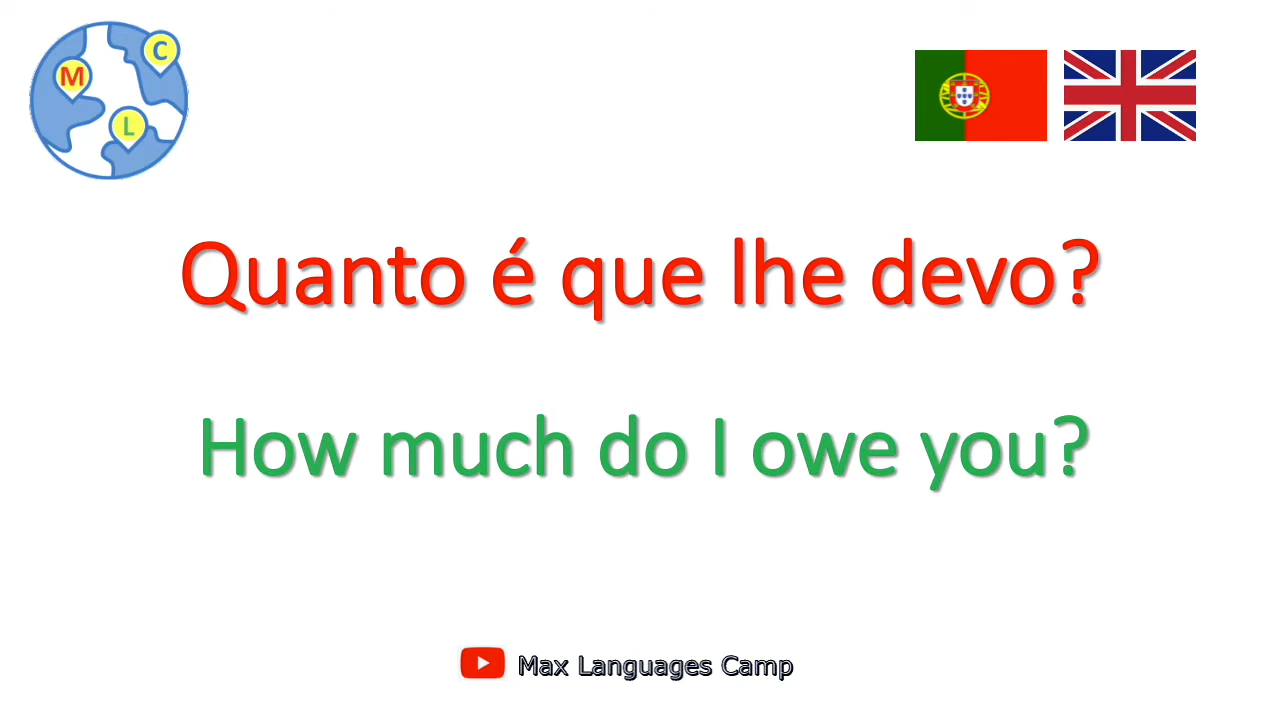 M
C
L
Quanto é que lhe devo?
How much do I owe you?
Max Languages Camp